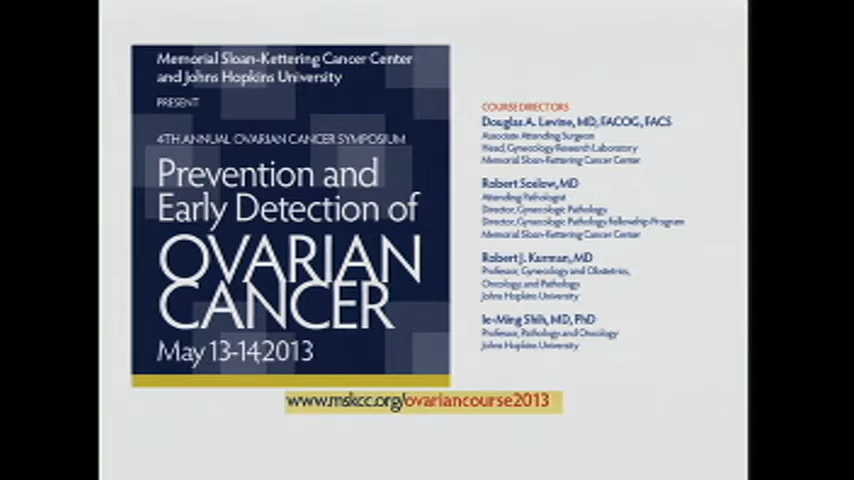 Memorial Sloan-Kettering Cancer Center
and Johns Hopkins University
PRESENT
4TH ANNUAL OVARIAN CANCER SYMPOSIUM
Prevention and
Early Detection of
OVARIAN
CANCER
May 13-14, 2013
COURSE DIRECTORS
Douglas A. Levine, MD, FACOG, FACS
Associate Attending Surgeon
Head, Gynecology Research Laboratory
Memorial Sloan-Kettering Cancer Center
Robert Soslow, MD
Attending Pathologist
Director, Gynecologic Pathology
Director, Gynecologic Pathology Fellowship Program
Memorial Sloan-Kettering Cancer Center
Robert J. Kurman, MD
Professor, Gynecology and Obstetrics,
Oncology, and Pathology
Johns Hopkins University
Ie-Ming Shih, MD, PhD
Professor, Pathology and Oncology
Johns Hopkins University
www.mskcc.org/ovariancourse2013